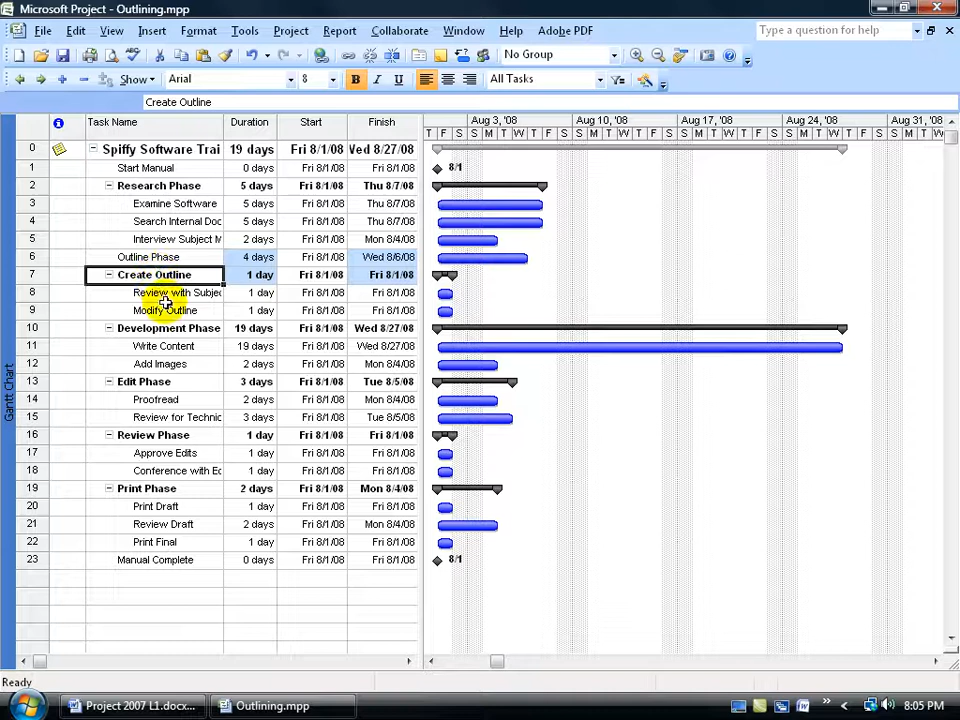 Microsoft Project - Outlining.mpp
File Edit View Insert Format Tools Project Report Collaborate Window Help Adobe PDF
Type a question for help
No Group
Show Arial 8 B I U All Tasks
Create Outline
Task Name Duration Start Finish
Aug 3, '08 Aug 10, '08 Aug 17, '08 Aug 24, '08 Aug 31, '08
T F S S M T W T F S S M T W T F S S M T W T F S S M T W T F S S M T W
0 Spiffy Software Trai 19 days Fri 8/1/08 Wed 8/27/08
1 Start Manual 0 days Fri 8/1/08 Fri 8/1/08 8/1
2 Research Phase 5 days Fri 8/1/08 Thu 8/7/08
3 Examine Software 5 days Fri 8/1/08 Thu 8/7/08
4 Search Internal Doc 5 days Fri 8/1/08 Thu 8/7/08
5 Interview Subject M 2 days Fri 8/1/08 Mon 8/4/08
6 Outline Phase 4 days Fri 8/1/08 Wed 8/6/08
7 Create Outline 1 day Fri 8/1/08 Fri 8/1/08
8 Review with Subjec 1 day Fri 8/1/08 Fri 8/1/08
9 Modify Outline 1 day Fri 8/1/08 Fri 8/1/08
10 Development Phase 19 days Fri 8/1/08 Wed 8/27/08
11 Write Content 19 days Fri 8/1/08 Wed 8/27/08
12 Add Images 2 days Fri 8/1/08 Mon 8/4/08
13 Edit Phase 3 days Fri 8/1/08 Tue 8/5/08
14 Proofread 2 days Fri 8/1/08 Mon 8/4/08
15 Review for Technic 3 days Fri 8/1/08 Tue 8/5/08
16 Review Phase 1 day Fri 8/1/08 Fri 8/1/08
17 Approve Edits 1 day Fri 8/1/08 Fri 8/1/08
18 Conference with Ec 1 day Fri 8/1/08 Fri 8/1/08
19 Print Phase 2 days Fri 8/1/08 Mon 8/4/08
20 Print Draft 1 day Fri 8/1/08 Fri 8/1/08
21 Review Draft 2 days Fri 8/1/08 Mon 8/4/08
22 Print Final 1 day Fri 8/1/08 Fri 8/1/08
23 Manual Complete 0 days Fri 8/1/08 Fri 8/1/08 8/1
Gantt Chart
Ready
Project 2007 L1.docx... Outlining.mpp 8:05 PM